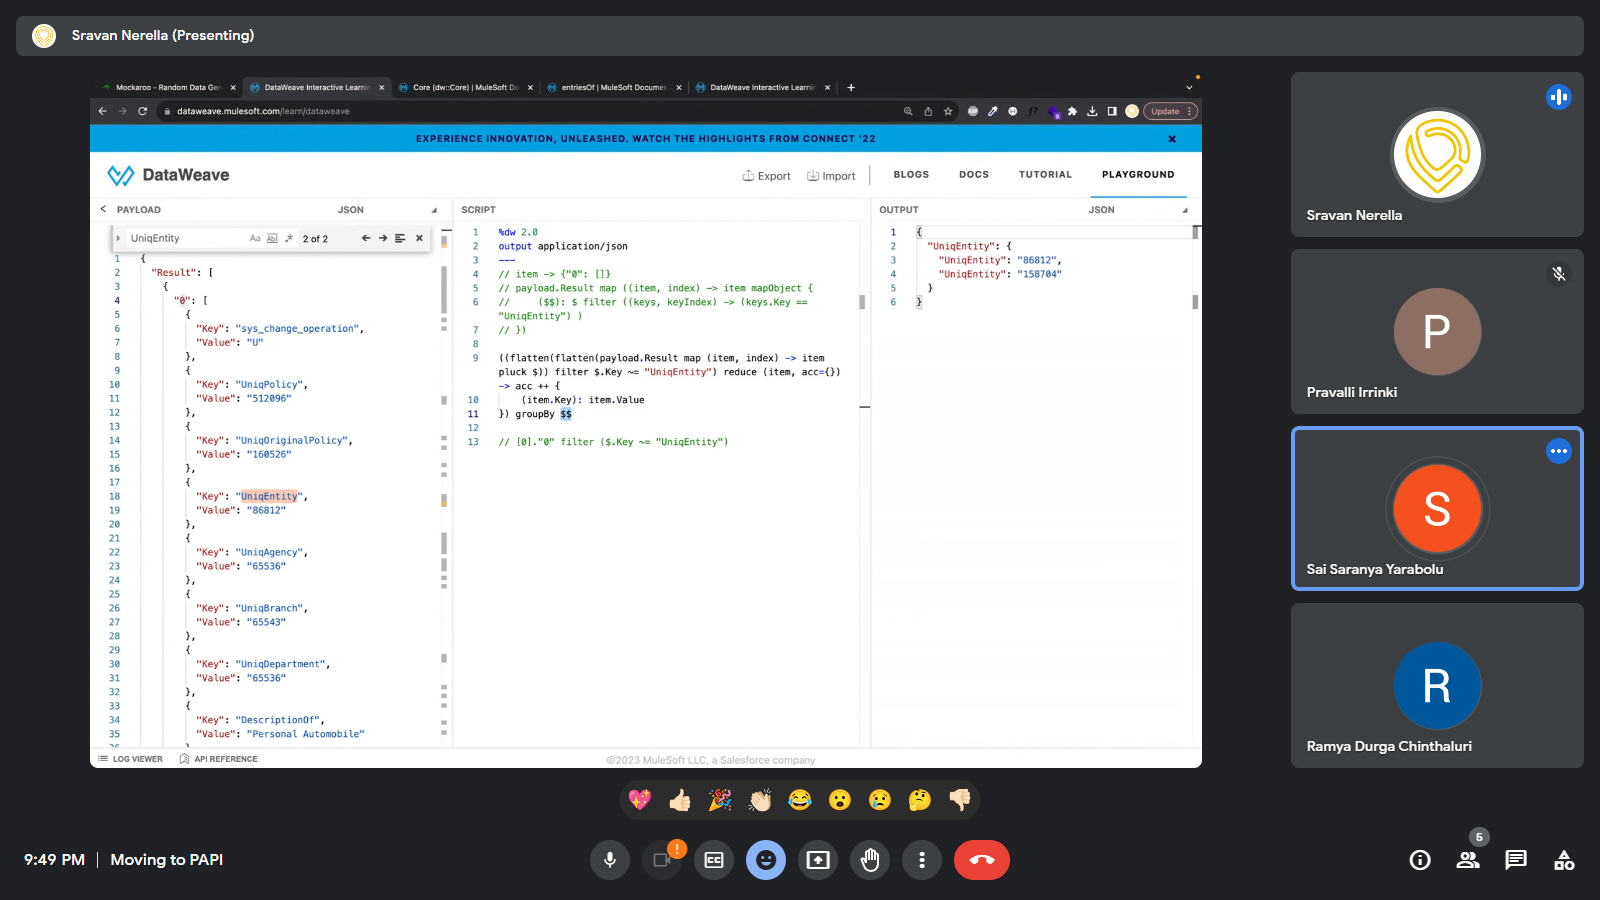 Sravan Nerella (Presenting)
Mockaroo - Random Data Gen
DataWeave Interactive Learnin
Core (dw::Core) | MuleSoft Do
entriesOf | MuleSoft Documen
DataWeave Interactive Learnin
dataweave.mulesoft.com/learn/dataweave
Update
EXPERIENCE INNOVATION, UNLEASHED. WATCH THE HIGHLIGHTS FROM CONNECT '22
DataWeave
Export
Import
BLOGS
DOCS
TUTORIAL
PLAYGROUND
PAYLOAD
JSON
UniqEntity
Aa
Abl
2 of 2
1 {
2 "Result": [
3 {
4 "0": [
5 {
6 "Key": "sys_change_operation",
7 "Value": "U"
8 },
9 {
10 "Key": "UniqPolicy",
11 "Value": "512096"
12 },
13 {
14 "Key": "UniqOriginalPolicy",
15 "Value": "160526"
16 },
17 {
18 "Key": "UniqEntity",
19 "Value": "86812"
20 },
21 {
22 "Key": "UniqAgency",
23 "Value": "65536"
24 },
25 {
26 "Key": "UniqBranch",
27 "Value": "65543"
28 },
29 {
30 "Key": "UniqDepartment",
31 "Value": "65536"
32 },
33 {
34 "Key": "DescriptionOf",
35 "Value": "Personal Automobile"
SCRIPT
1 %dw 2.0
2 output application/json
3 ---
4 // item -> {"0": []}
5 // payload.Result map ((item, index) -> item mapObject {
6 // ($$): $ filter ((keys, keyIndex) -> (keys.Key ==
"UniqEntity") )
7 // })
8
9 ((flatten(flatten(payload.Result map (item, index) -> item
pluck $)) filter $.Key ~= "UniqEntity") reduce (item, acc={})
-> acc ++ {
10 (item.Key): item.Value
11 }) groupBy $$
12
13 // [0]."0" filter ($.Key ~= "UniqEntity")
OUTPUT
JSON
1 {
2 "UniqEntity": {
3 "UniqEntity": "86812",
4 "UniqEntity": "158704"
5 }
6 }
LOG VIEWER
API REFERENCE
©2023 MuleSoft LLC, a Salesforce company
Sravan Nerella
P
Pravalli Irrinki
S
Sai Saranya Yarabolu
R
Ramya Durga Chinthaluri
9:49 PM | Moving to PAPI
CC
5